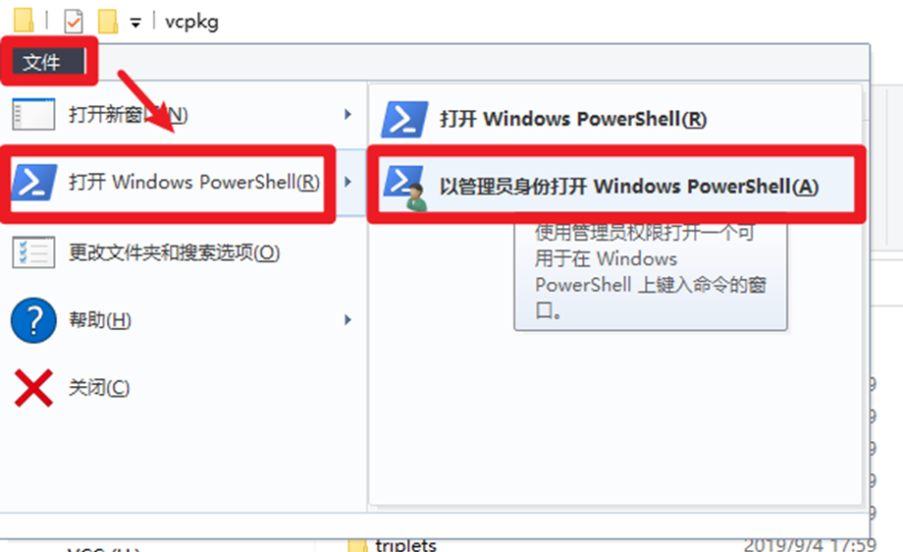 vcpkg
文件
打开新窗口(N)
打开 Windows PowerShell(R)
更改文件夹和搜索选项(O)
帮助(H)
关闭(C)
打开 Windows PowerShell(R)
以管理员身份打开 Windows PowerShell(A)
使用管理员权限打开一个可
用于在 Windows
PowerShell 上键入命令的窗
口。
triplets
2019/9/4 17:59